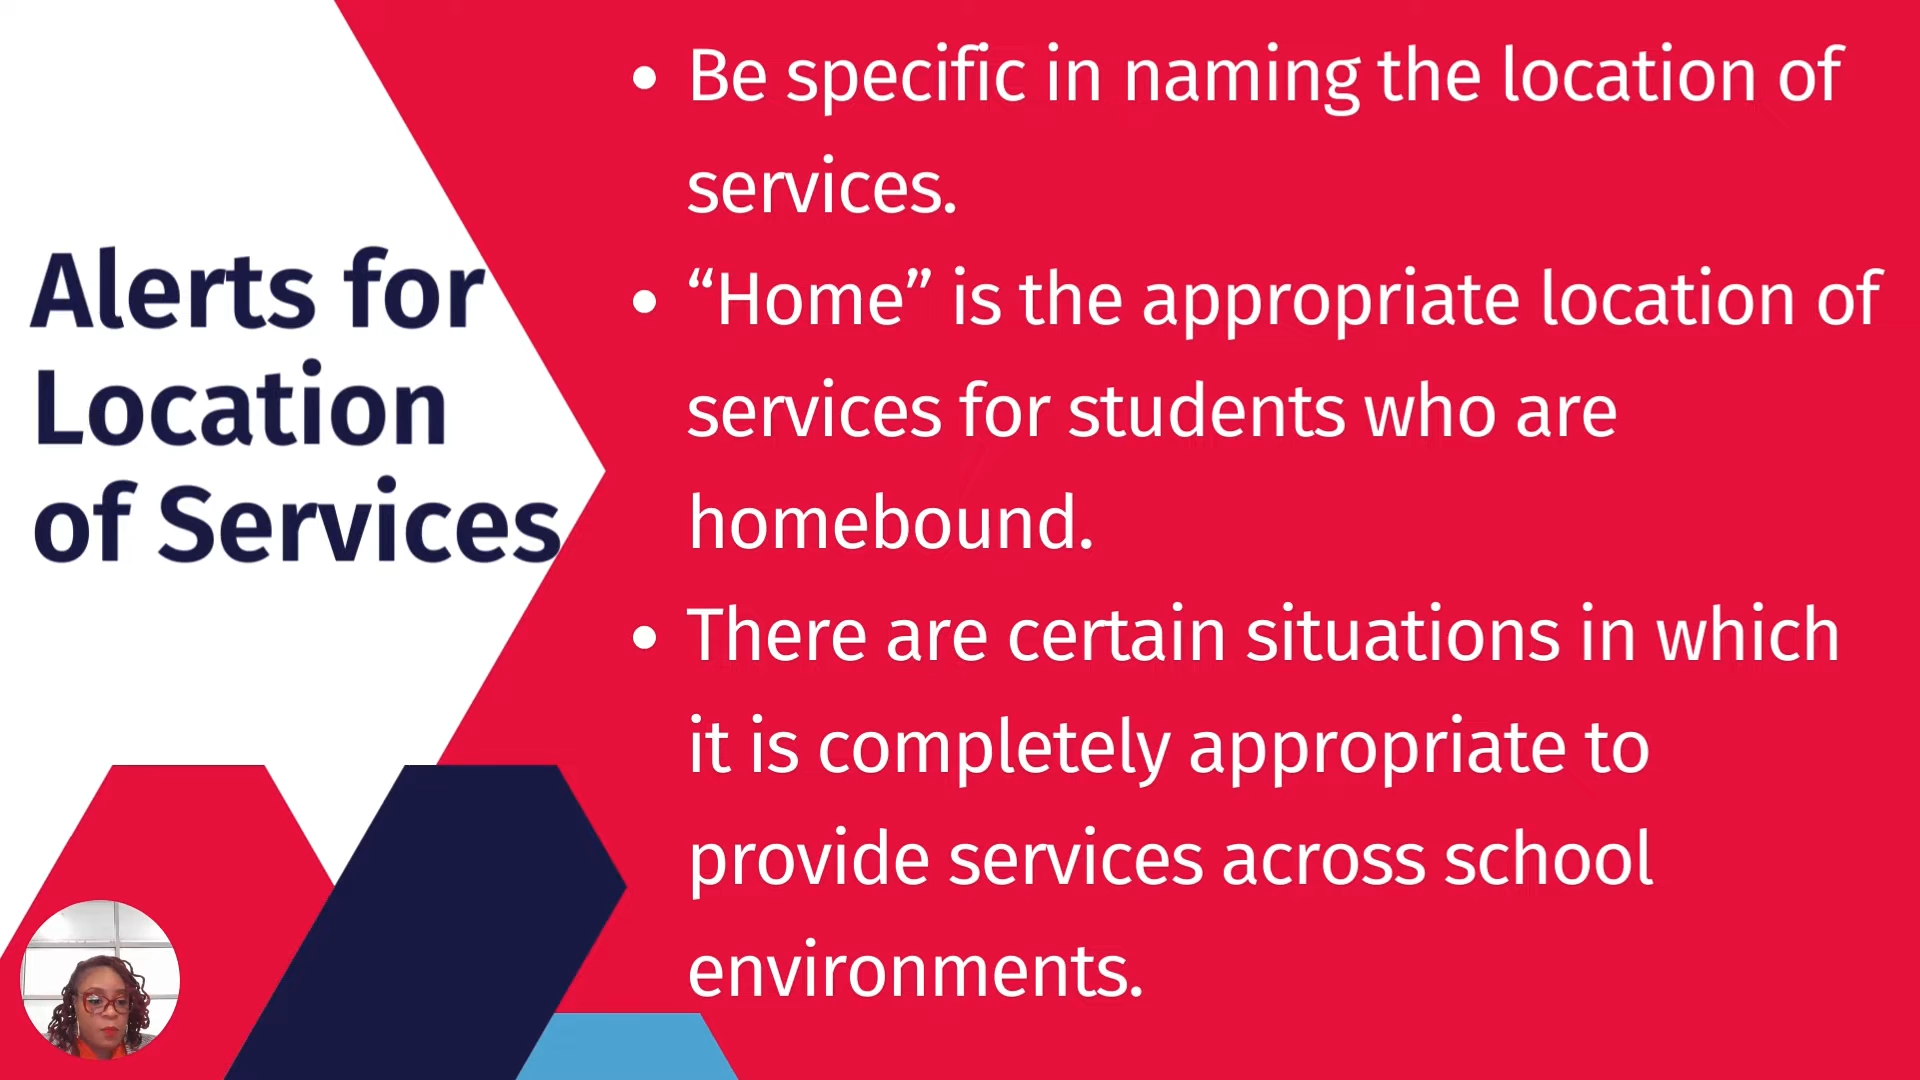 Alerts for
Location
of Services
• Be specific in naming the location of
services.
• “Home” is the appropriate location of
services for students who are
homebound.
• There are certain situations in which
it is completely appropriate to
provide services across school
environments.